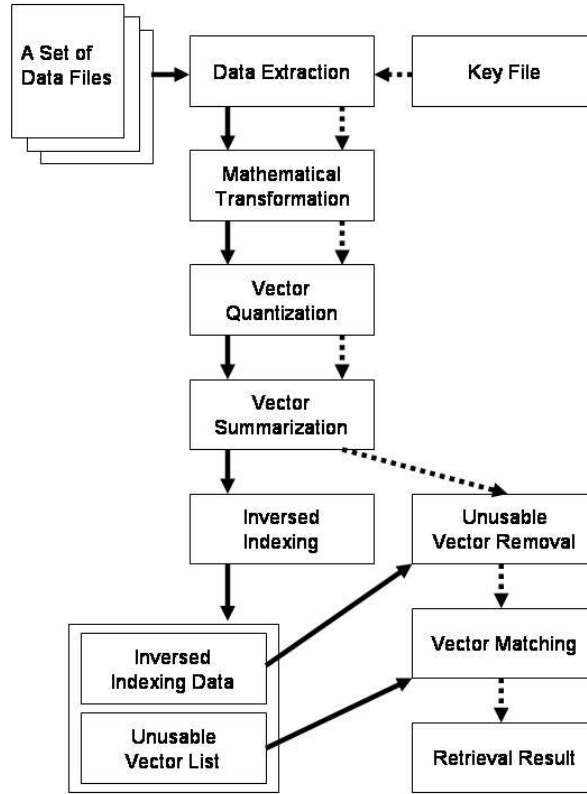 A Set of
Data Files
Data Extraction
Key File
Mathematical
Transformation
Vector
Quantization
Vector
Summarization
Inversed
Indexing
Unusable
Vector Removal
Inversed
Indexing Data
Vector Matching
Unusable
Vector List
Retrieval Result